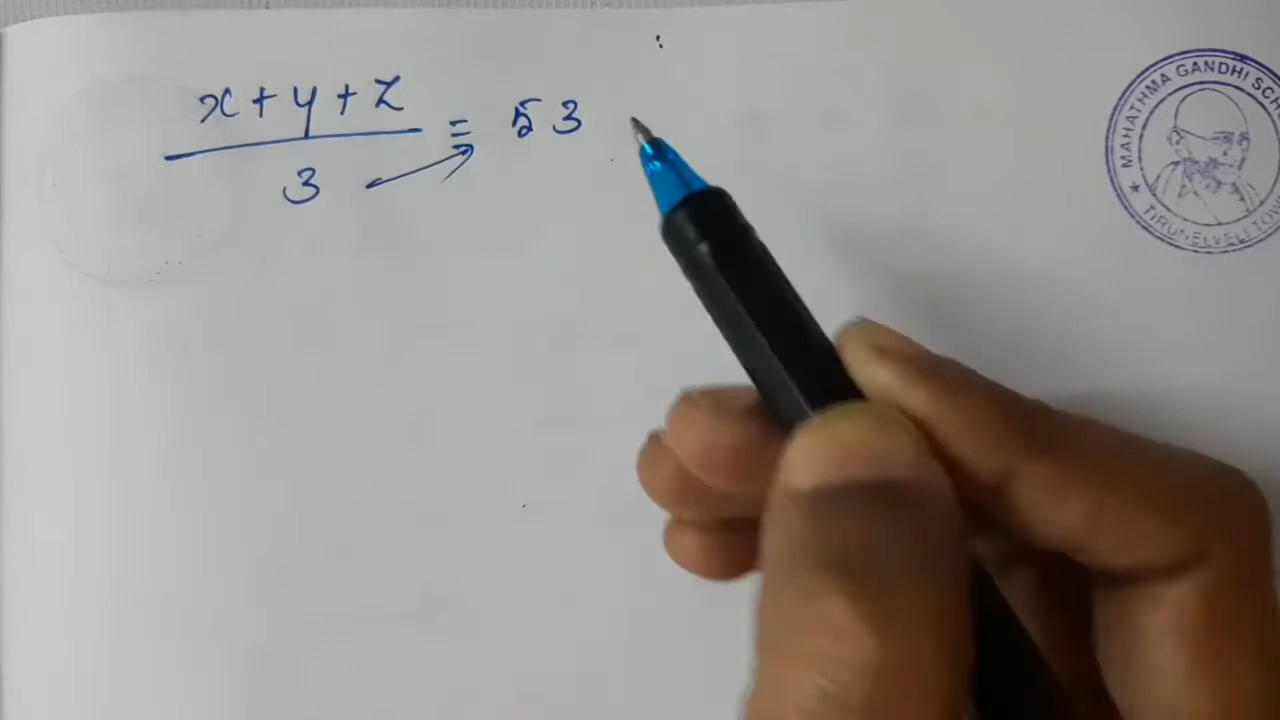 x + y + z
= 53
3
MAHATHMA GANDHI SCH
TIRUNELVELI TOW